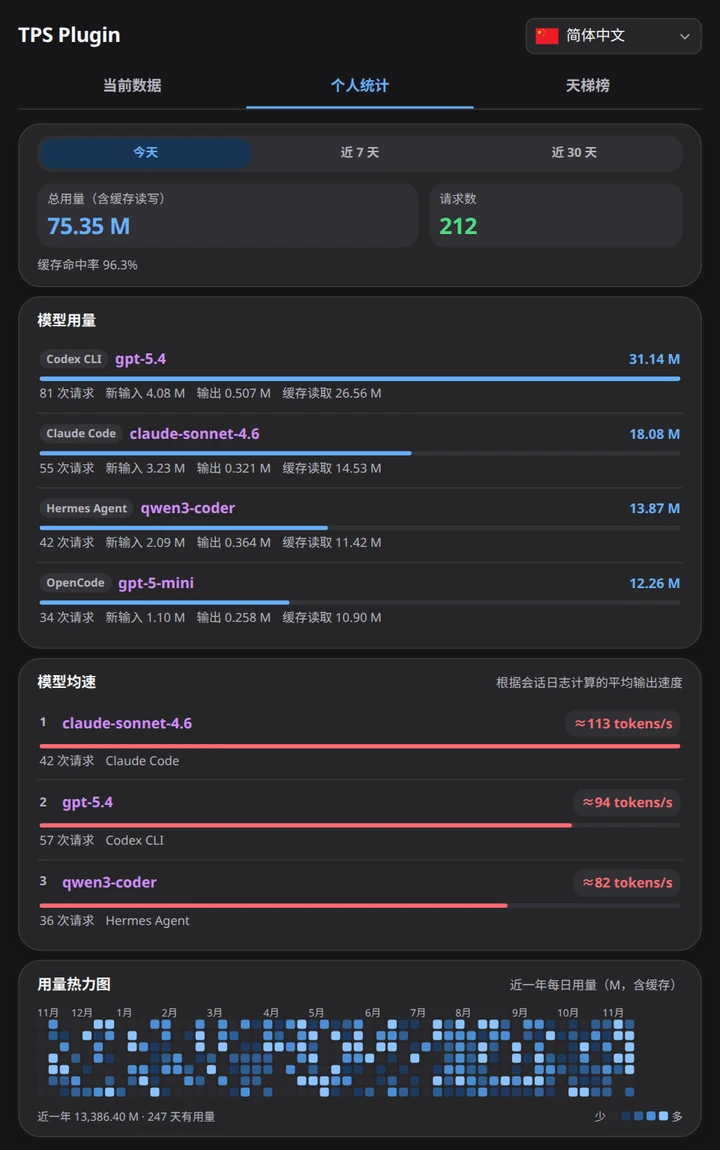 TPS Plugin
简体中文
当前数据 个人统计 天梯榜
今天 近 7 天 近 30 天
总用量（含缓存读写） 请求数
75.35 M 212
缓存命中率 96.3%
模型用量
Codex CLI gpt-5.4 31.14 M
81 次请求 新输入 4.08 M 输出 0.507 M 缓存读取 26.56 M
Claude Code claude-sonnet-4.6 18.08 M
55 次请求 新输入 3.23 M 输出 0.321 M 缓存读取 14.53 M
Hermes Agent qwen3-coder 13.87 M
42 次请求 新输入 2.09 M 输出 0.364 M 缓存读取 11.42 M
OpenCode gpt-5-mini 12.26 M
34 次请求 新输入 1.10 M 输出 0.258 M 缓存读取 10.90 M
模型均速 根据会话日志计算的平均输出速度
1 claude-sonnet-4.6 ≈113 tokens/s
42 次请求 Claude Code
2 gpt-5.4 ≈94 tokens/s
57 次请求 Codex CLI
3 qwen3-coder ≈82 tokens/s
36 次请求 Hermes Agent
用量热力图 近一年每日用量（M，含缓存）
11月 12月 1月 2月 3月 4月 5月 6月 7月 8月 9月 10月 11月
近一年 13,386.40 M · 247 天有用量 少 多